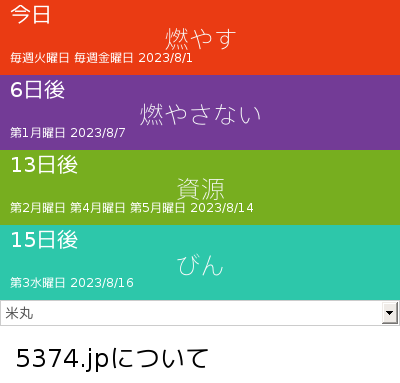 今日
燃やす
毎週火曜日 毎週金曜日 2023/8/1
6日後
燃やさない
第1月曜日 2023/8/7
13日後
資源
第2月曜日 第4月曜日 第5月曜日 2023/8/14
15日後
びん
第3水曜日 2023/8/16
米丸
5374.jpについて